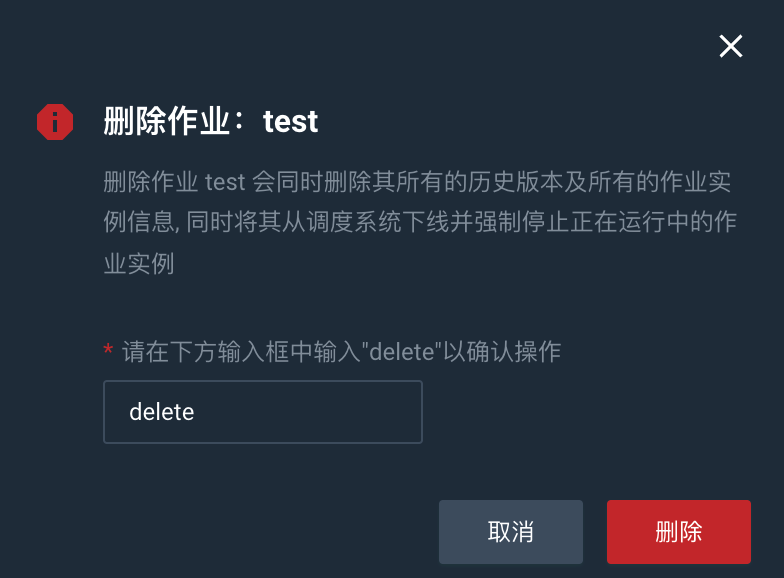 删除作业：test
删除作业 test 会同时删除其所有的历史版本及所有的作业实
例信息, 同时将其从调度系统下线并强制停止正在运行中的作
业实例
* 请在下方输入框中输入"delete"以确认操作
delete
取消
删除